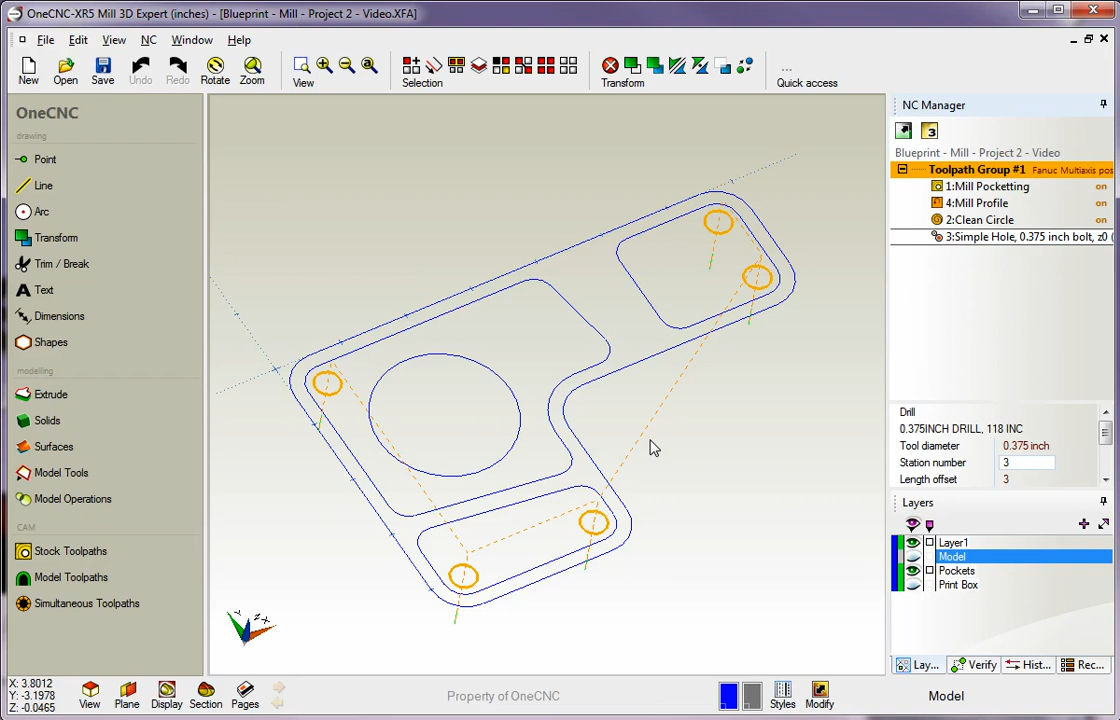 OneCNC-XR5 Mill 3D Expert (inches) - [Blueprint - Mill - Project 2 - Video.XFA]
File Edit View NC Window Help
New Open Save Undo Redo Rotate Zoom View Selection Transform Quick access
OneCNC
drawing
Point
Line
Arc
Transform
Trim / Break
Text
Dimensions
Shapes
modelling
Extrude
Solids
Surfaces
Model Tools
Model Operations
CAM
Stock Toolpaths
Model Toolpaths
Simultaneous Toolpaths
Z X
NC Manager
3
Blueprint - Mill - Project 2 - Video
Toolpath Group #1 Fanuc Multiaxis pos
1:Mill Pocketting on
4:Mill Profile on
2:Clean Circle on
3:Simple Hole, 0.375 inch bolt, z0 (
Drill
0.375INCH DRILL, 118 INC
Tool diameter 0.375 inch
Station number 3
Length offset 3
Layers
Layer1
Model
Pockets
Print Box
Lay... Verify Hist... Rec...
X: 3.8012
Y: -3.1978
Z: -0.0465
View Plane Display Section Pages Property of OneCNC Styles Modify Model